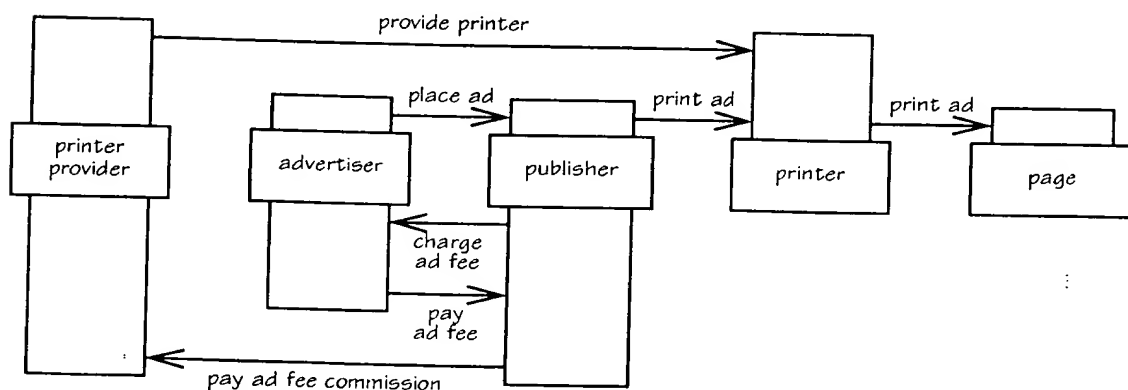 provide printer
place ad
print ad
print ad
printer
provider
advertiser
publisher
printer
page
charge
ad fee
pay
ad fee
pay ad fee commission